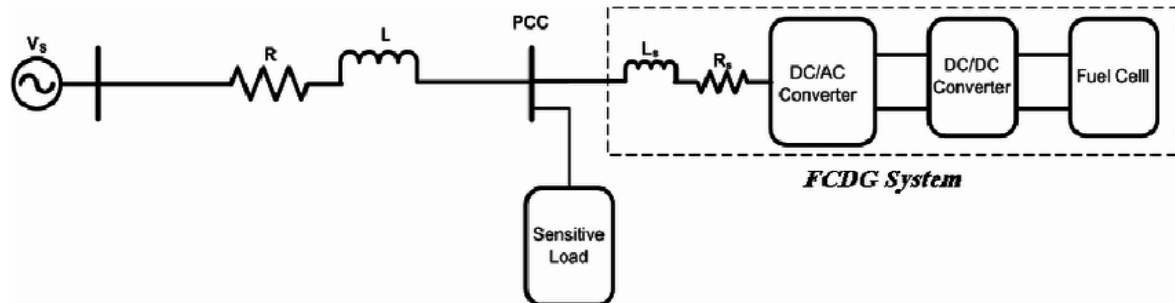 Vs
R
L
PCC
Ls
Rs
DC/AC
Converter
DC/DC
Converter
Fuel Celll
FCDG System
Sensitive
Load